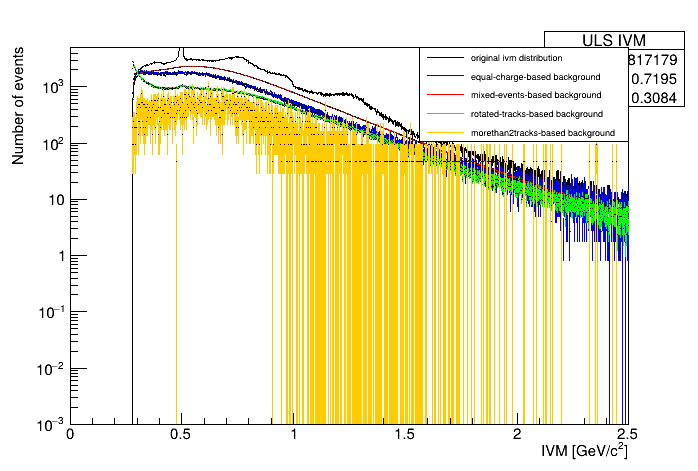 ULS IVM
817179
0.7195
0.3084
original ivm distribution
equal-charge-based background
mixed-events-based background
rotated-tracks-based background
morethan2tracks-based background
Number of events
10³
10²
10
1
10⁻¹
10⁻²
10⁻³
0 0.5 1 1.5 2 2.5
IVM [GeV/c²]